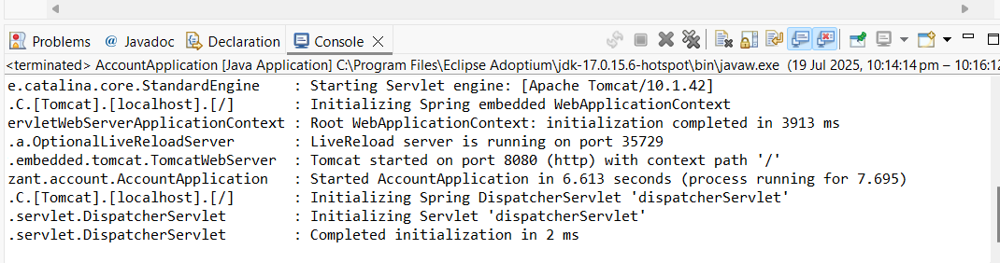 Problems @ Javadoc Declaration Console
<terminated> AccountApplication [Java Application] C:\Program Files\Eclipse Adoptium\jdk-17.0.15.6-hotspot\bin\javaw.exe (19 Jul 2025, 10:14:14 pm – 10:16:12
e.catalina.core.StandardEngine : Starting Servlet engine: [Apache Tomcat/10.1.42]
.C.[Tomcat].[localhost].[/] : Initializing Spring embedded WebApplicationContext
ervletWebServerApplicationContext : Root WebApplicationContext: initialization completed in 3913 ms
.a.OptionalLiveReloadServer : LiveReload server is running on port 35729
.embedded.tomcat.TomcatWebServer : Tomcat started on port 8080 (http) with context path '/'
zant.account.AccountApplication : Started AccountApplication in 6.613 seconds (process running for 7.695)
.C.[Tomcat].[localhost].[/] : Initializing Spring DispatcherServlet 'dispatcherServlet'
.servlet.DispatcherServlet : Initializing Servlet 'dispatcherServlet'
.servlet.DispatcherServlet : Completed initialization in 2 ms